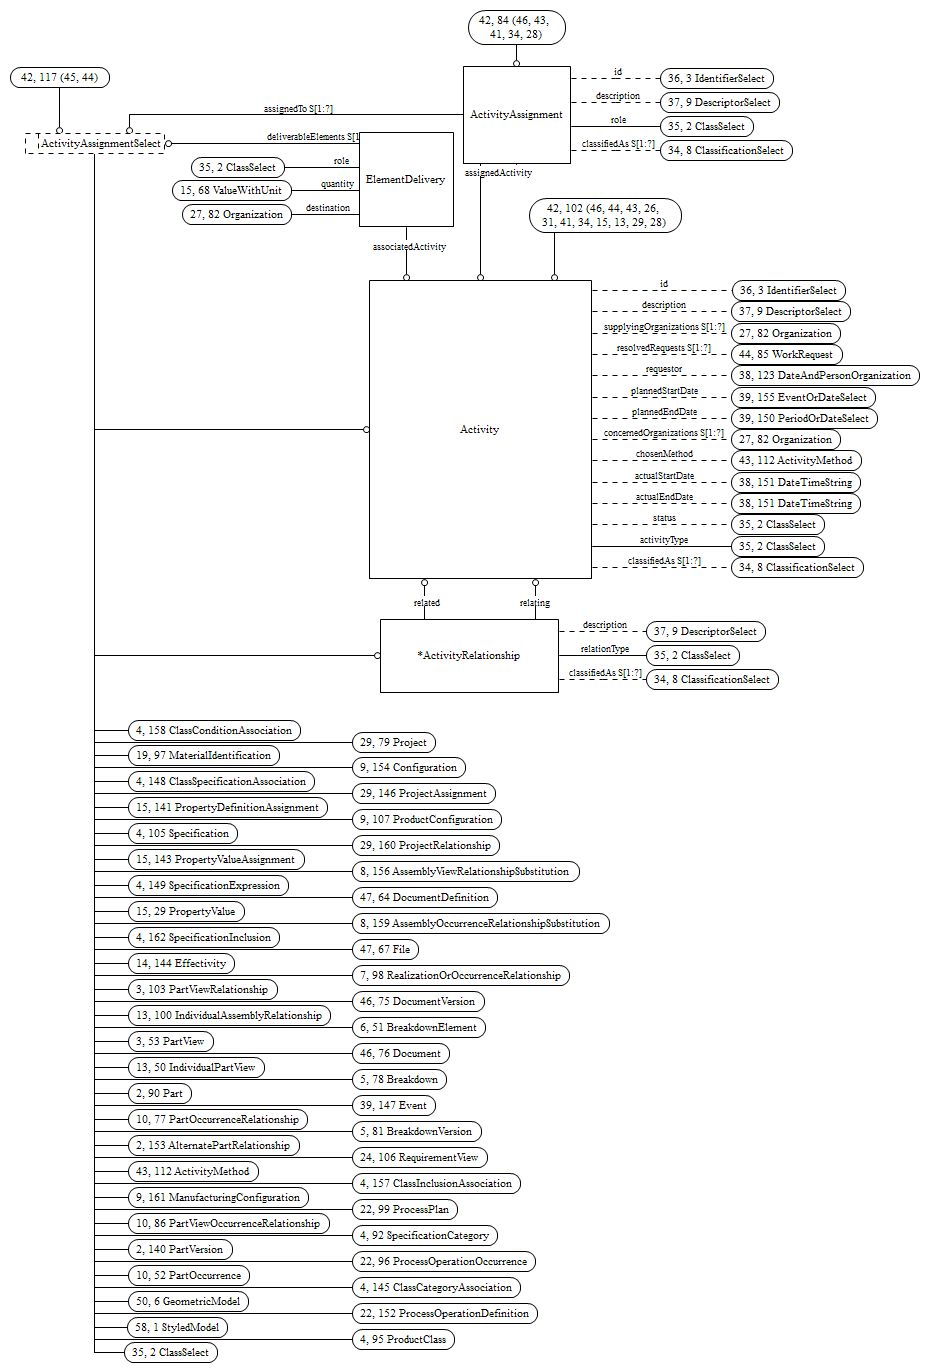 42, 84 (46, 43,
41, 34, 28)
42, 117 (45, 44)
id
36, 3 IdentifierSelect
description
37, 9 DescriptorSelect
assignedTo S[1:?]
ActivityAssignment
role
35, 2 ClassSelect
deliverableElements S[1
ActivityAssignmentSelect
classifiedAs S[1:?]
34, 8 ClassificationSelect
role
35, 2 ClassSelect
assignedActivity
ElementDelivery
quantity
15, 68 ValueWithUnit
destination
27, 82 Organization
42, 102 (46, 44, 43, 26,
31, 41, 34, 15, 13, 29, 28)
associatedActivity
id
36, 3 IdentifierSelect
description
37, 9 DescriptorSelect
supplyingOrganizations S[1:?]
27, 82 Organization
resolvedRequests S[1:?]
44, 85 WorkRequest
requestor
38, 123 DateAndPersonOrganization
plannedStartDate
39, 155 EventOrDateSelect
plannedEndDate
39, 150 PeriodOrDateSelect
Activity
concernedOrganizations S[1:?]
27, 82 Organization
chosenMethod
43, 112 ActivityMethod
actualStartDate
38, 151 DateTimeString
actualEndDate
38, 151 DateTimeString
status
35, 2 ClassSelect
activityType
35, 2 ClassSelect
classifiedAs S[1:?]
34, 8 ClassificationSelect
related
relating
description
37, 9 DescriptorSelect
*ActivityRelationship
relationType
35, 2 ClassSelect
classifiedAs S[1:?]
34, 8 ClassificationSelect
4, 158 ClassConditionAssociation
29, 79 Project
19, 97 MaterialIdentification
9, 154 Configuration
4, 148 ClassSpecificationAssociation
29, 146 ProjectAssignment
15, 141 PropertyDefinitionAssignment
9, 107 ProductConfiguration
4, 105 Specification
29, 160 ProjectRelationship
15, 143 PropertyValueAssignment
8, 156 AssemblyViewRelationshipSubstitution
4, 149 SpecificationExpression
47, 64 DocumentDefinition
15, 29 PropertyValue
8, 159 AssemblyOccurrenceRelationshipSubstitution
4, 162 SpecificationInclusion
47, 67 File
14, 144 Effectivity
7, 98 RealizationOrOccurrenceRelationship
3, 103 PartViewRelationship
46, 75 DocumentVersion
13, 100 IndividualAssemblyRelationship
6, 51 BreakdownElement
3, 53 PartView
46, 76 Document
13, 50 IndividualPartView
5, 78 Breakdown
2, 90 Part
39, 147 Event
10, 77 PartOccurrenceRelationship
5, 81 BreakdownVersion
2, 153 AlternatePartRelationship
24, 106 RequirementView
43, 112 ActivityMethod
4, 157 ClassInclusionAssociation
9, 161 ManufacturingConfiguration
22, 99 ProcessPlan
10, 86 PartViewOccurrenceRelationship
4, 92 SpecificationCategory
2, 140 PartVersion
22, 96 ProcessOperationOccurrence
10, 52 PartOccurrence
4, 145 ClassCategoryAssociation
50, 6 GeometricModel
22, 152 ProcessOperationDefinition
58, 1 StyledModel
4, 95 ProductClass
35, 2 ClassSelect